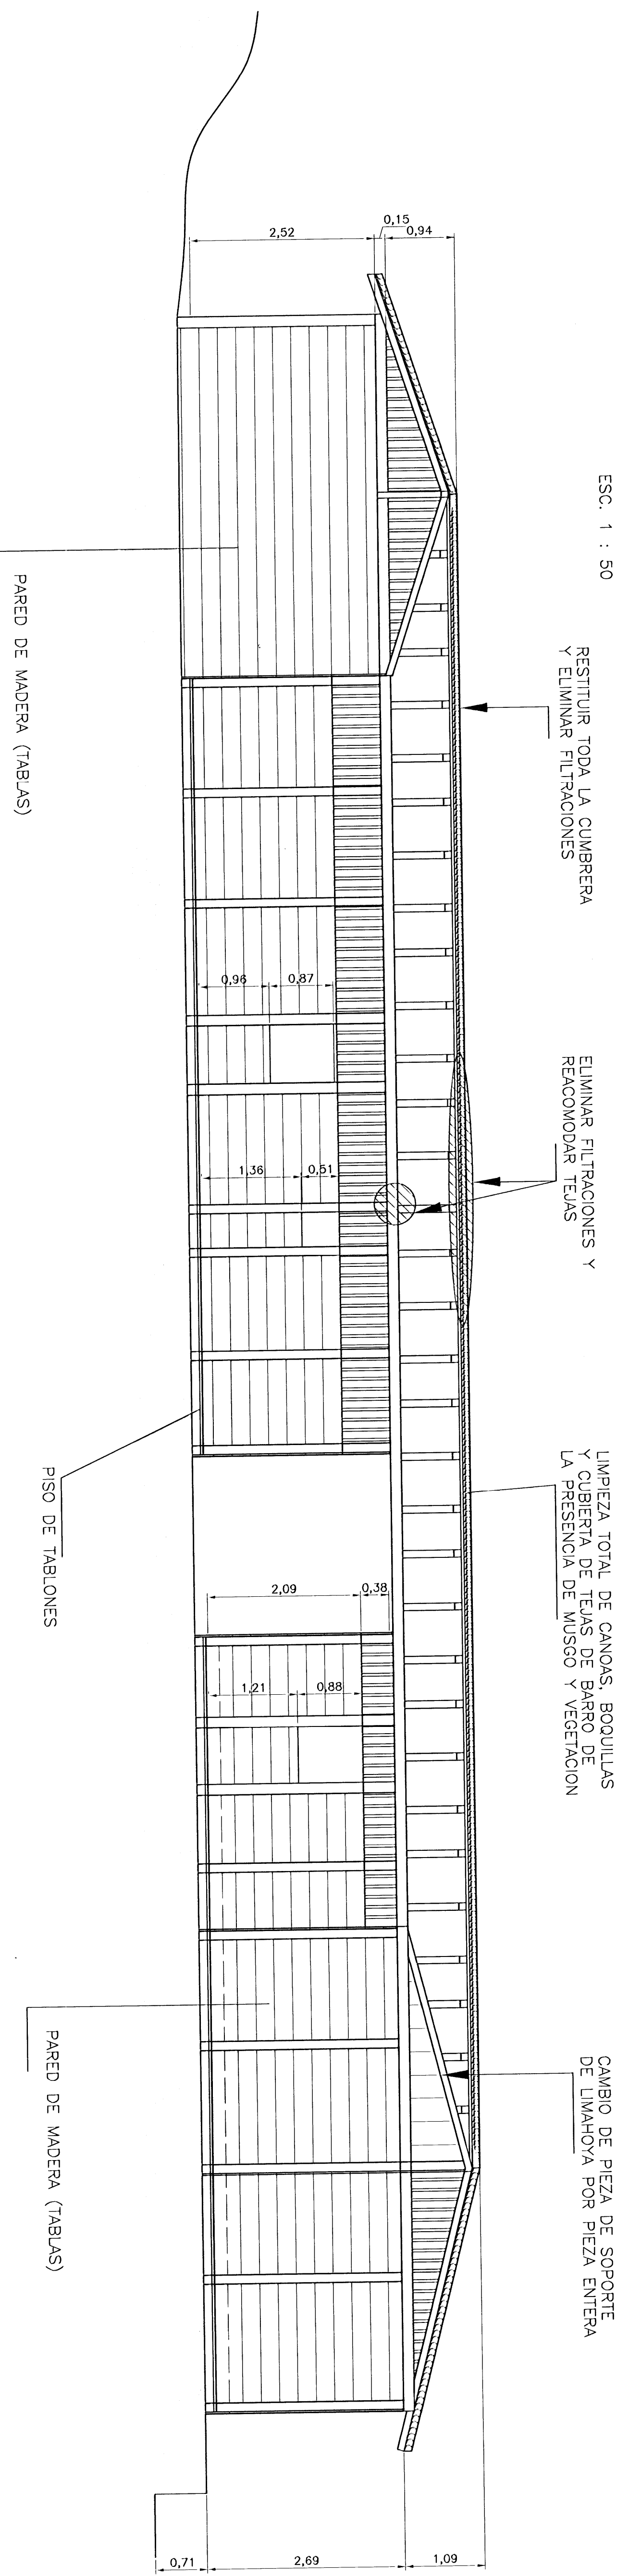 ESC. 1 : 50
RESTITUIR TODA LA CUMBRERA
Y ELIMINAR FILTRACIONES
ELIMINAR FILTRACIONES Y
REACOMODAR TEJAS
LIMPIEZA TOTAL DE CANOAS, BOQUILLAS
Y CUBIERTA DE TEJAS DE BARRO DE
LA PRESENCIA DE MUSGO Y VEGETACION
CAMBIO DE PIEZA DE SOPORTE
DE LIMAHOYA POR PIEZA ENTERA
0,94
0,15
2,52
0,87
0,96
0,51
1,36
0,38
2,09
0,88
1,21
1,09
2,69
0,71
PARED DE MADERA (TABLAS)
PISO DE TABLONES
PARED DE MADERA (TABLAS)